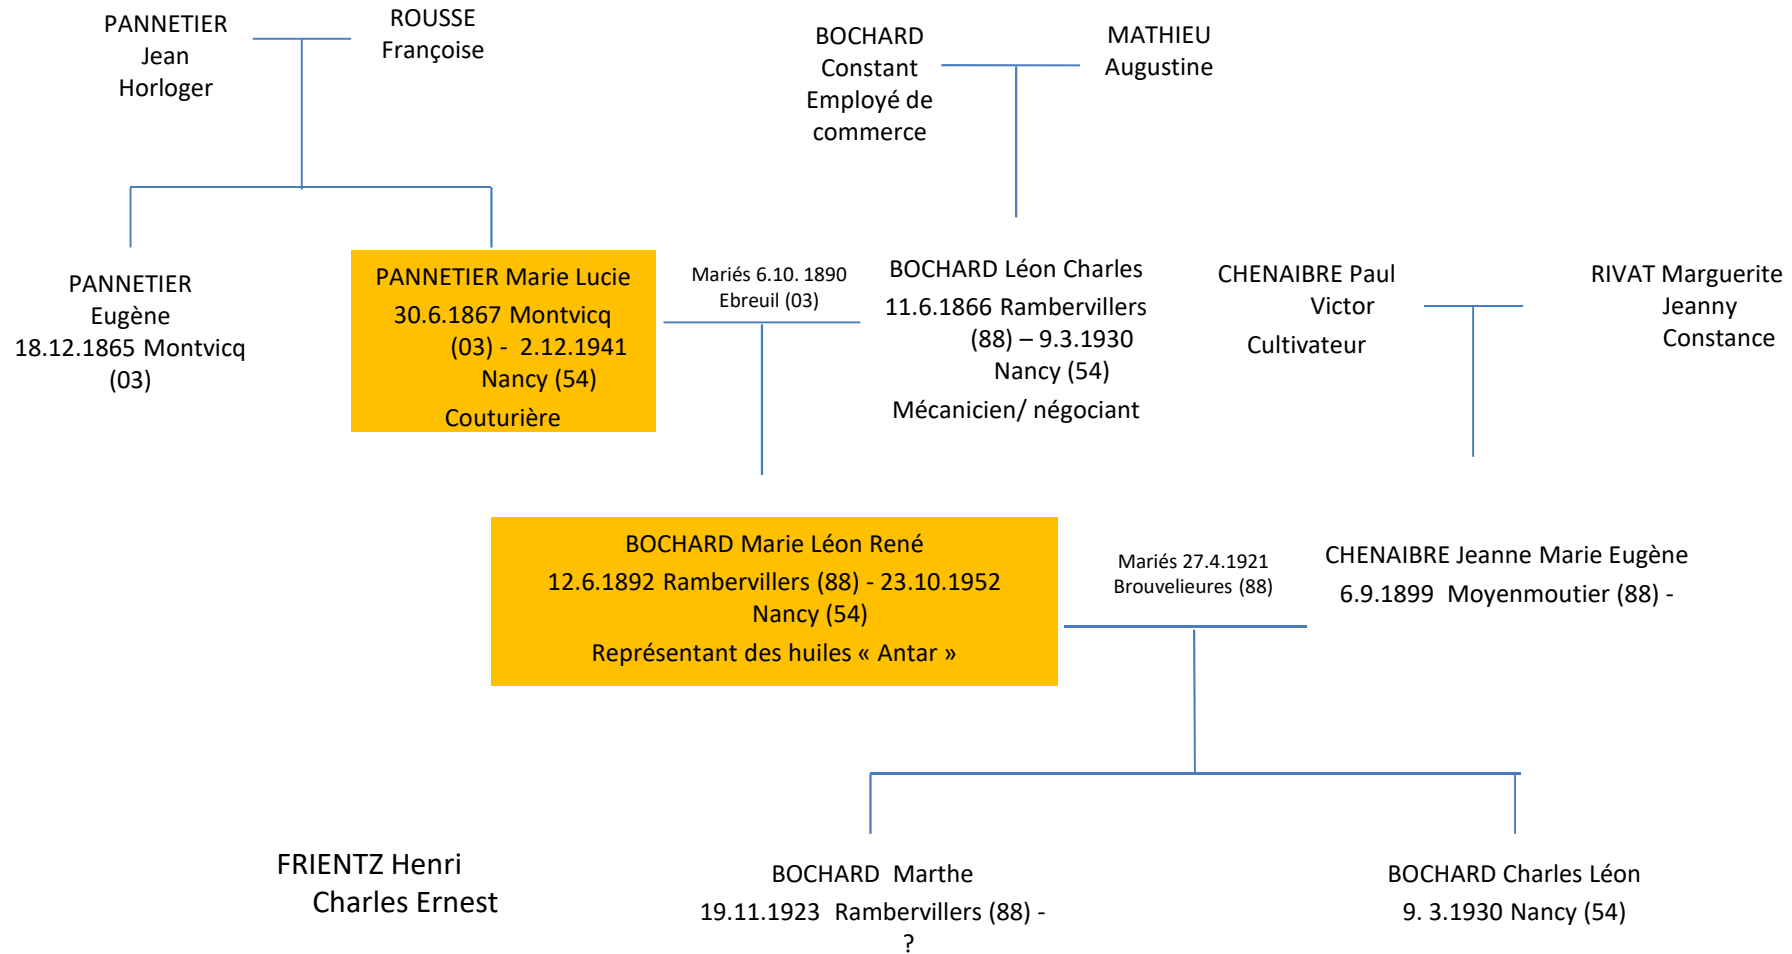 PANNETIER
Jean
Horloger
ROUSSE
Françoise
BOCHARD
Constant
Employé de
commerce
MATHIEU
Augustine
PANNETIER
Eugène
18.12.1865 Montvicq
(03)
PANNETIER Marie Lucie
30.6.1867 Montvicq
(03) - 2.12.1941
Nancy (54)
Couturière
Mariés 6.10. 1890
Ebreuil (03)
BOCHARD Léon Charles
11.6.1866 Rambervillers
(88) – 9.3.1930
Nancy (54)
Mécanicien/ négociant
CHENAIBRE Paul
Victor
Cultivateur
RIVAT Marguerite
Jeanny
Constance
BOCHARD Marie Léon René
12.6.1892 Rambervillers (88) - 23.10.1952
Nancy (54)
Représentant des huiles « Antar »
Mariés 27.4.1921
Brouvelieures (88)
CHENAIBRE Jeanne Marie Eugène
6.9.1899 Moyenmoutier (88) -
FRIENTZ Henri
Charles Ernest
BOCHARD Marthe
19.11.1923 Rambervillers (88) -
?
BOCHARD Charles Léon
9. 3.1930 Nancy (54)